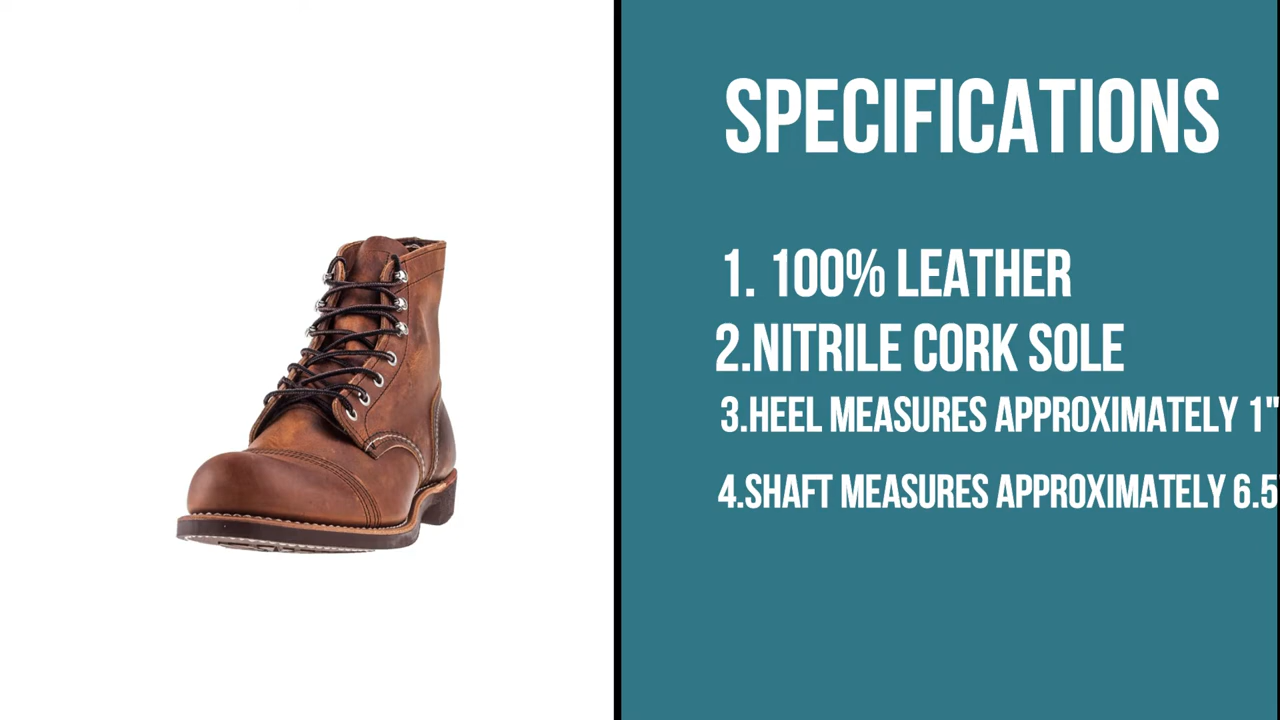 SPECIFICATIONS
1. 100% LEATHER
2.NITRILE CORK SOLE
3.HEEL MEASURES APPROXIMATELY 1"
4.SHAFT MEASURES APPROXIMATELY 6.5